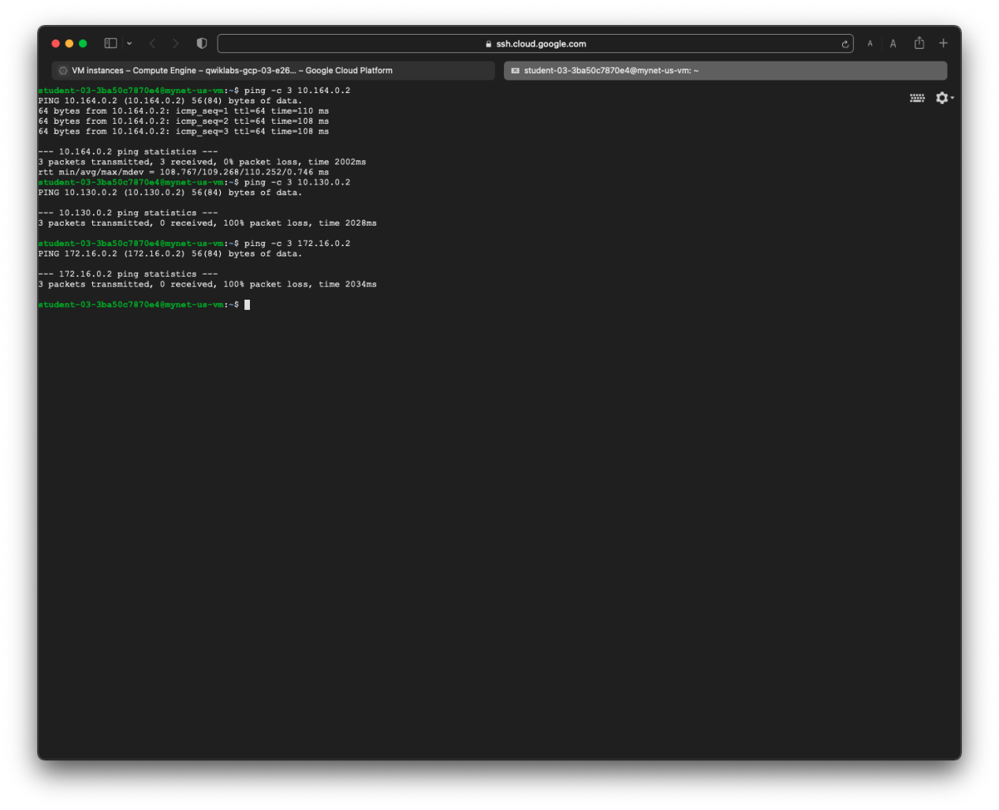 ssh.cloud.google.com
A A
VM instances – Compute Engine – qwiklabs-gcp-03-e26... – Google Cloud Platform
student-03-3ba50c7870e4@mynet-us-vm: ~
student-03-3ba50c7870e4@mynet-us-vm:~$ ping -c 3 10.164.0.2
PING 10.164.0.2 (10.164.0.2) 56(84) bytes of data.
64 bytes from 10.164.0.2: icmp_seq=1 ttl=64 time=110 ms
64 bytes from 10.164.0.2: icmp_seq=2 ttl=64 time=108 ms
64 bytes from 10.164.0.2: icmp_seq=3 ttl=64 time=108 ms
--- 10.164.0.2 ping statistics ---
3 packets transmitted, 3 received, 0% packet loss, time 2002ms
rtt min/avg/max/mdev = 108.767/109.268/110.252/0.746 ms
student-03-3ba50c7870e4@mynet-us-vm:~$ ping -c 3 10.130.0.2
PING 10.130.0.2 (10.130.0.2) 56(84) bytes of data.
--- 10.130.0.2 ping statistics ---
3 packets transmitted, 0 received, 100% packet loss, time 2028ms
student-03-3ba50c7870e4@mynet-us-vm:~$ ping -c 3 172.16.0.2
PING 172.16.0.2 (172.16.0.2) 56(84) bytes of data.
--- 172.16.0.2 ping statistics ---
3 packets transmitted, 0 received, 100% packet loss, time 2034ms
student-03-3ba50c7870e4@mynet-us-vm:~$